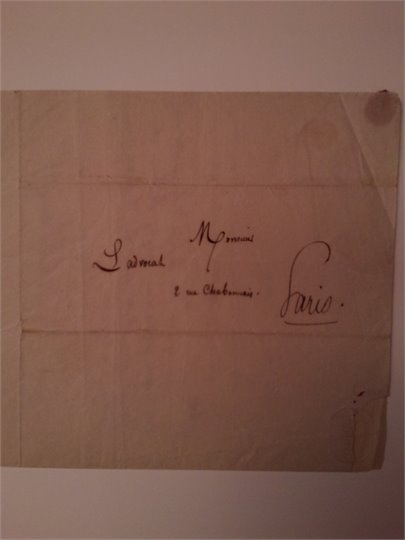 Monsieur
Ladvocat
2 rue Chabannais.
Paris.